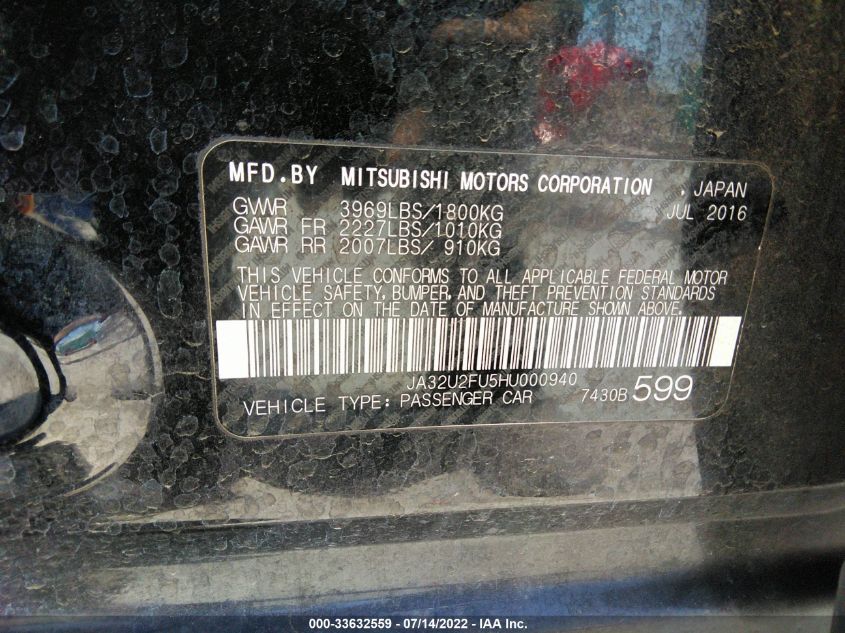 MFD.BY MITSUBISHI MOTORS CORPORATION , JAPAN
GVWR 3969LBS/1800KG JUL 2016
GAWR FR 2227LBS/1010KG
GAWR RR 2007LBS/ 910KG
THIS VEHICLE CONFORMS TO ALL APPLICABLE FEDERAL MOTOR
VEHICLE SAFETY, BUMPER, AND THEFT PREVENTION STANDARDS
IN EFFECT ON THE DATE OF MANUFACTURE SHOWN ABOVE.
JA32U2FU5HU000940
VEHICLE TYPE: PASSENGER CAR 7430B 599
000-33632559 - 07/14/2022 - IAA Inc.